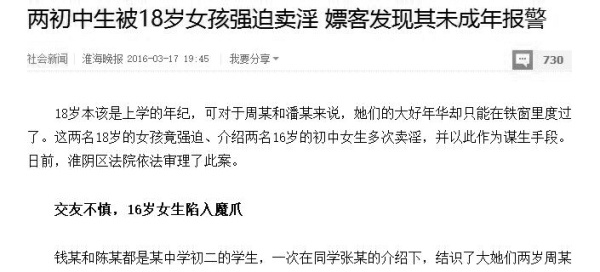 两初中生被18岁女孩强迫卖淫 嫖客发现其未成年报警
社会新闻 淮海晚报 2016-03-17 19:45 我要分享 730
18岁本该是上学的年纪，可对于周某和潘某来说，她们的大好年华却只能在铁窗里度过
了。这两名18岁的女孩竟强迫、介绍两名16岁的初中女生多次卖淫，并以此作为谋生手段。
日前，淮阴区法院依法审理了此案。
交友不慎，16岁女生陷入魔爪
钱某和陈某都是某中学初二的学生，一次在同学张某的介绍下，结识了大她们两岁周某